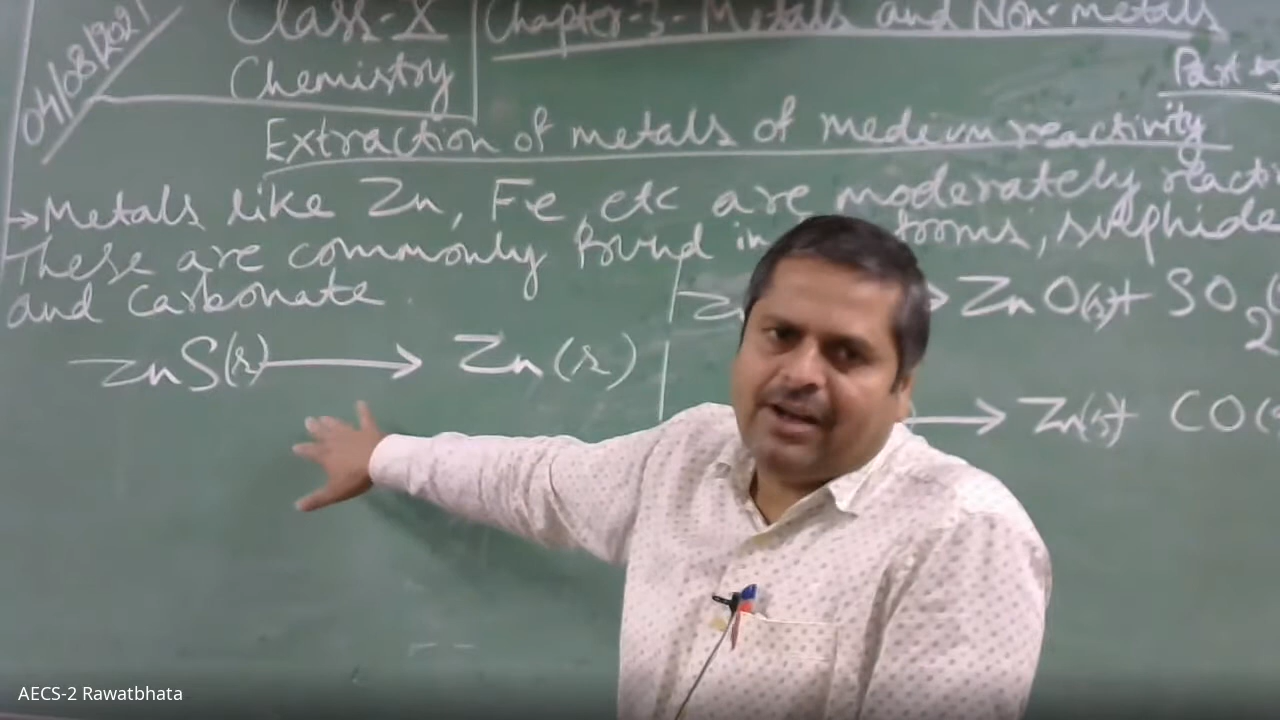 04/08/2021
Class-X
Chemistry
Chapter-3- Metals and Non-metals
Part
Extraction of metals of medium reactivity
→Metals like Zn, Fe, etc are moderately reacti
These are commonly found in forms, sulphide
and Carbonate.
ZnS(s) ⟶ Zn(s)
Zn → ZnO(s)+ SO2(
→ Zn(s)+ CO(
AECS-2 Rawatbhata